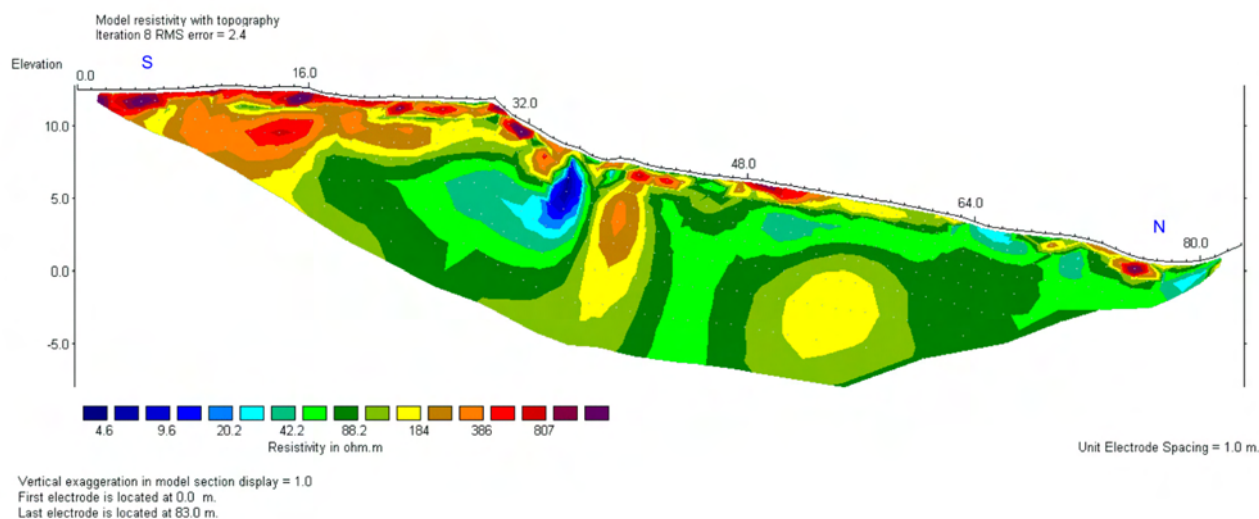 Model resistivity with topography
Iteration 8 RMS error = 2.4
Elevation
S
0.0
16.0
32.0
10.0
48.0
5.0
64.0
N
80.0
0.0
-5.0
4.6 9.6 20.2 42.2 88.2 184 386 807
Resistivity in ohm.m
Unit Electrode Spacing = 1.0 m.
Vertical exaggeration in model section display = 1.0
First electrode is located at 0.0 m.
Last electrode is located at 83.0 m.